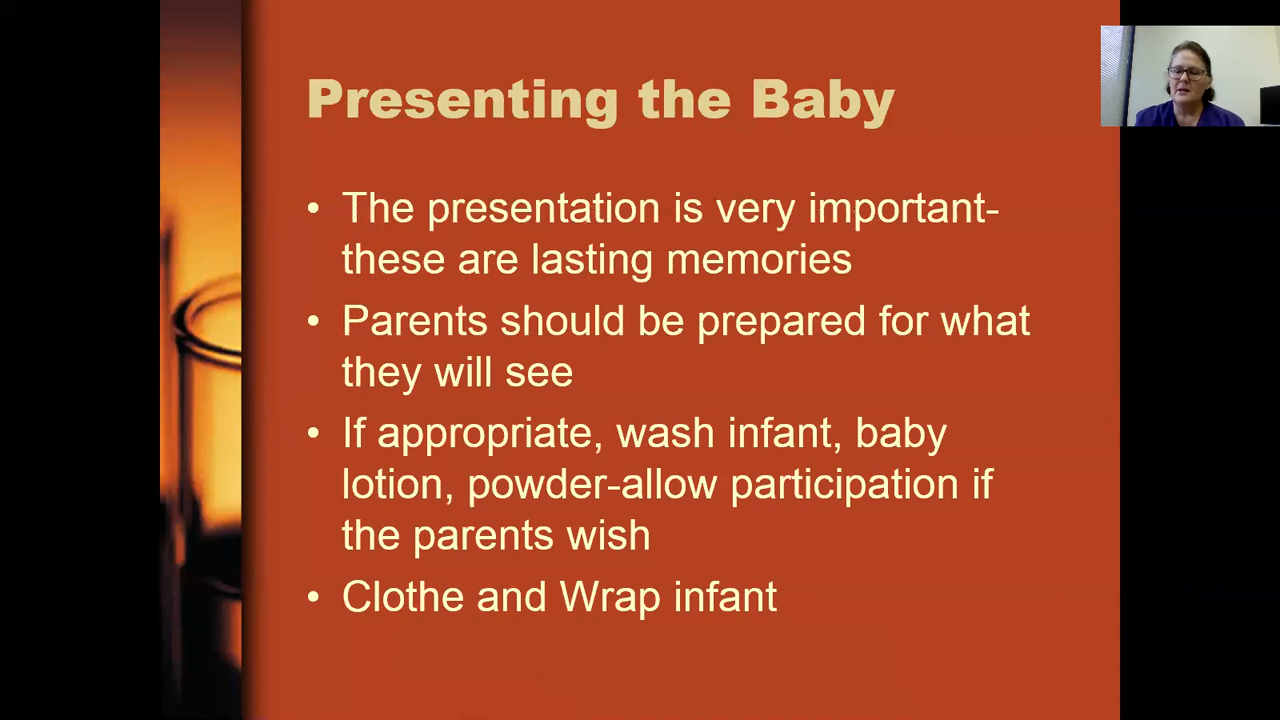 Presenting the Baby
• The presentation is very important-
these are lasting memories
• Parents should be prepared for what
they will see
• If appropriate, wash infant, baby
lotion, powder-allow participation if
the parents wish
• Clothe and Wrap infant